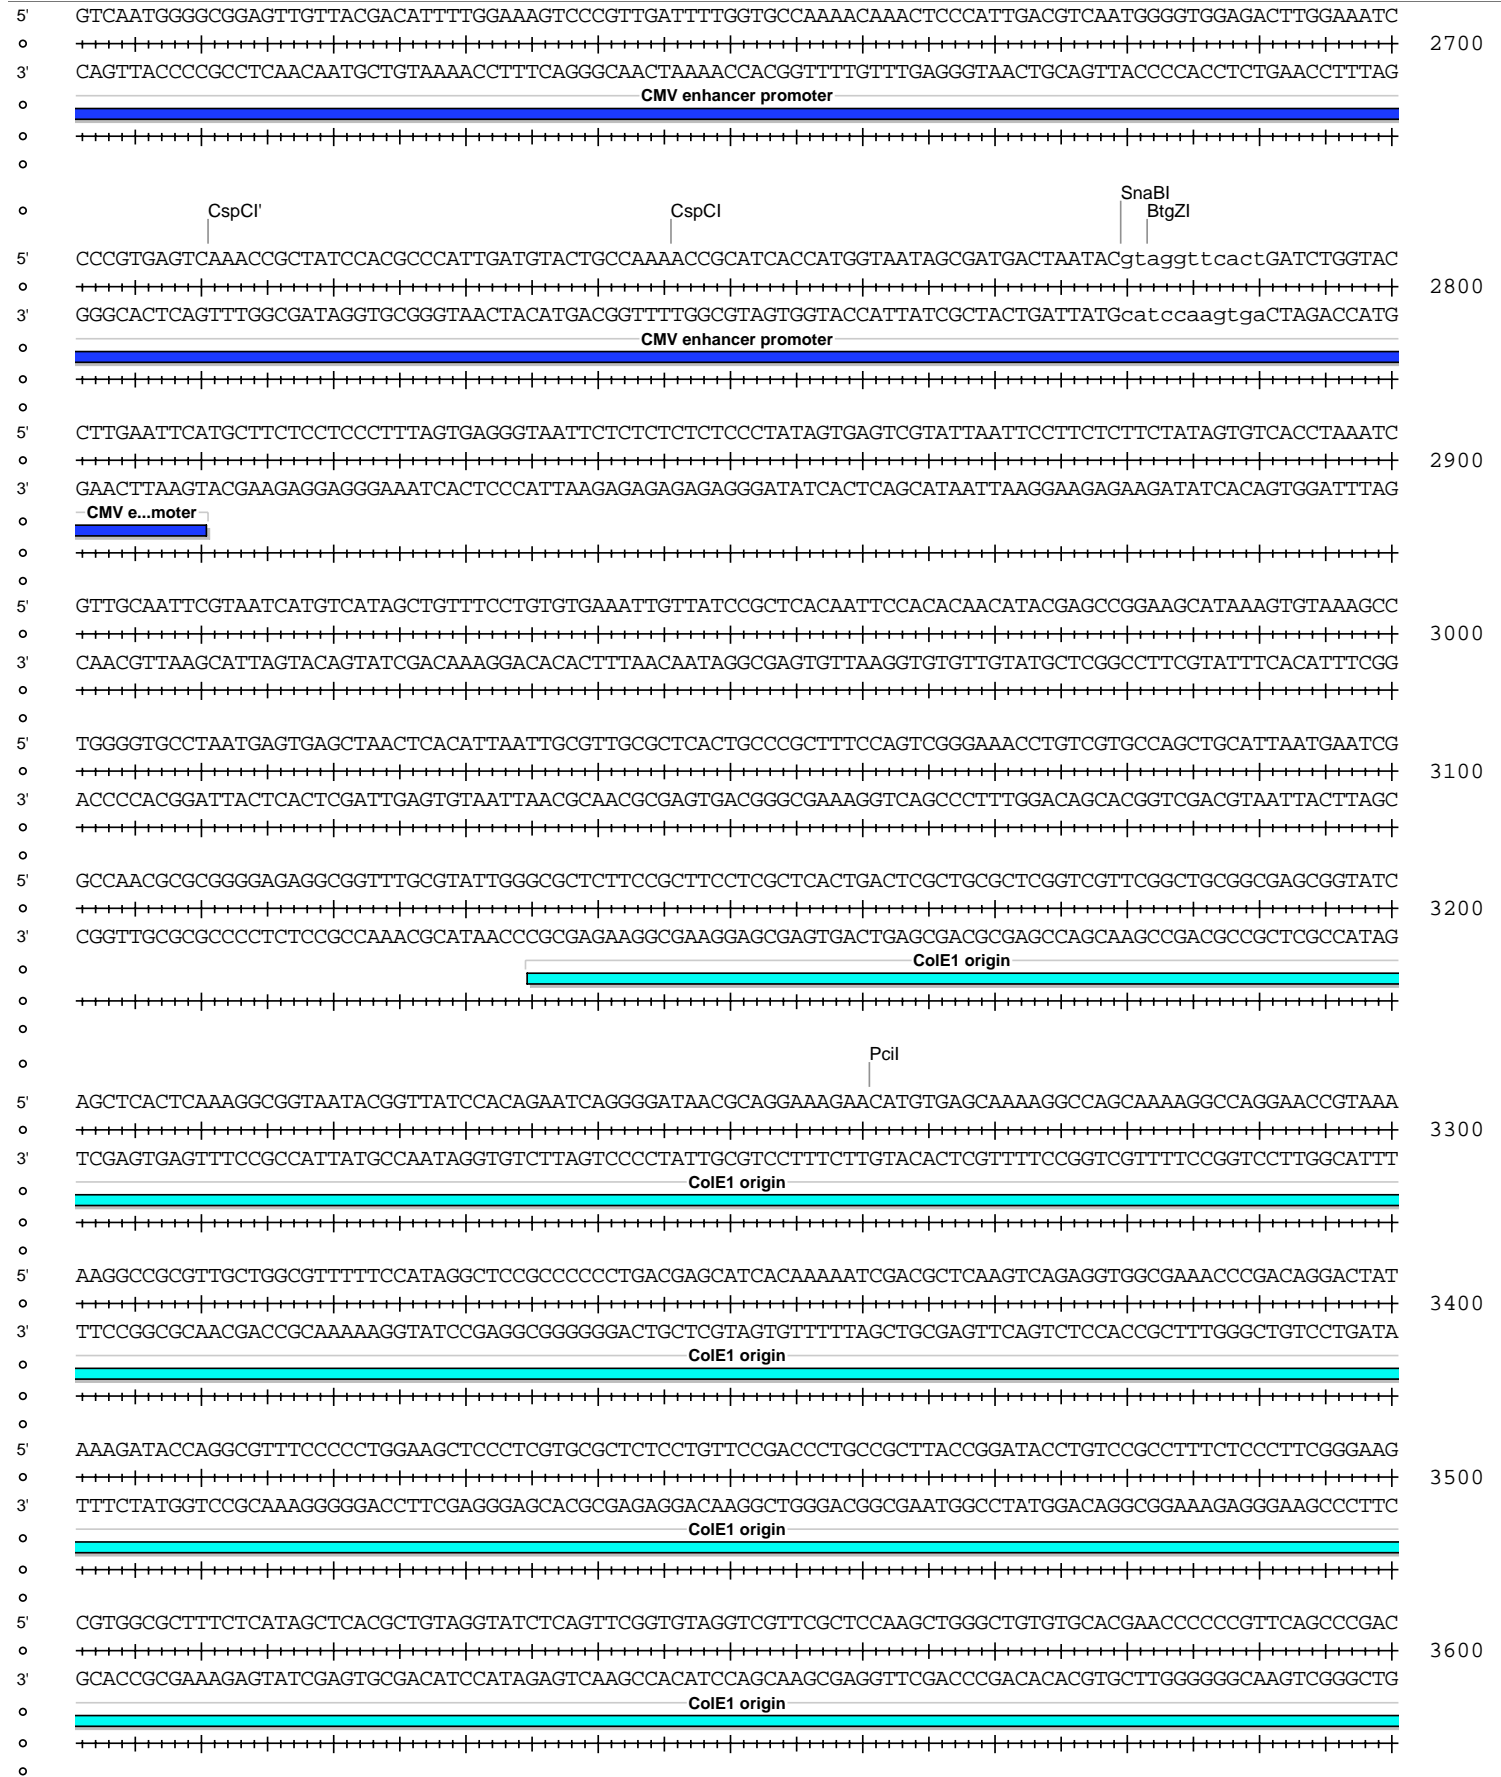 5' GTCAATGGGGCGGAGTTGTTACGACATTTTGGAAAGTCCCGTTGATTTTGGTGCCAAAACAAACTCCCATTGACGTCAATGGGGTGGAGACTTGGAAATC
2700
3' CAGTTACCCCGCCTCAACAATGCTGTAAAACCTTTCAGGGCAACTAAAACCACGGTTTTGTTTGAGGGTAACTGCAGTTACCCCACCTCTGAACCTTTAG
CMV enhancer promoter
SnaBI
CspCI' CspCI BtgZI
5' CCCGTGAGTCAAACCGCTATCCACGCCCATTGATGTACTGCCAAAACCGCATCACCATGGTAATAGCGATGACTAATACgtaggttcactGATCTGGTAC
2800
3' GGGCACTCAGTTTGGCGATAGGTGCGGGTAACTACATGACGGTTTTGGCGTAGTGGTACCATTATCGCTACTGATTATGcatccaagtgaCTAGACCATG
CMV enhancer promoter
5' CTTGAATTCATGCTTCTCCTCCCTTTAGTGAGGGTAATTCTCTCTCTCTCCCTATAGTGAGTCGTATTAATTCCTTCTCTTCTATAGTGTCACCTAAATC
2900
3' GAACTTAAGTACGAAGAGGAGGGAAATCACTCCCATTAAGAGAGAGAGAGGGATATCACTCAGCATAATTAAGGAAGAGAAGATATCACAGTGGATTTAG
CMV e...moter
5' GTTGCAATTCGTAATCATGTCATAGCTGTTTCCTGTGTGAAATTGTTATCCGCTCACAATTCCACACAACATACGAGCCGGAAGCATAAAGTGTAAAGCC
3000
3' CAACGTTAAGCATTAGTACAGTATCGACAAAGGACACACTTTAACAATAGGCGAGTGTTAAGGTGTGTTGTATGCTCGGCCTTCGTATTTCACATTTCGG
5' TGGGGTGCCTAATGAGTGAGCTAACTCACATTAATTGCGTTGCGCTCACTGCCCGCTTTCCAGTCGGGAAACCTGTCGTGCCAGCTGCATTAATGAATCG
3100
3' ACCCCACGGATTACTCACTCGATTGAGTGTAATTAACGCAACGCGAGTGACGGGCGAAAGGTCAGCCCTTTGGACAGCACGGTCGACGTAATTACTTAGC
5' GCCAACGCGCGGGGAGAGGCGGTTTGCGTATTGGGCGCTCTTCCGCTTCCTCGCTCACTGACTCGCTGCGCTCGGTCGTTCGGCTGCGGCGAGCGGTATC
3200
3' CGGTTGCGCGCCCCTCTCCGCCAAACGCATAACCCGCGAGAAGGCGAAGGAGCGAGTGACTGAGCGACGCGAGCCAGCAAGCCGACGCCGCTCGCCATAG
ColE1 origin
PciI
5' AGCTCACTCAAAGGCGGTAATACGGTTATCCACAGAATCAGGGGATAACGCAGGAAAGAACATGTGAGCAAAAGGCCAGCAAAAGGCCAGGAACCGTAAA
3300
3' TCGAGTGAGTTTCCGCCATTATGCCAATAGGTGTCTTAGTCCCCTATTGCGTCCTTTCTTGTACACTCGTTTTCCGGTCGTTTTCCGGTCCTTGGCATTT
ColE1 origin
5' AAGGCCGCGTTGCTGGCGTTTTTCCATAGGCTCCGCCCCCCTGACGAGCATCACAAAAATCGACGCTCAAGTCAGAGGTGGCGAAACCCGACAGGACTAT
3400
3' TTCCGGCGCAACGACCGCAAAAAGGTATCCGAGGCGGGGGGACTGCTCGTAGTGTTTTTAGCTGCGAGTTCAGTCTCCACCGCTTTGGGCTGTCCTGATA
ColE1 origin
5' AAAGATACCAGGCGTTTCCCCCTGGAAGCTCCCTCGTGCGCTCTCCTGTTCCGACCCTGCCGCTTACCGGATACCTGTCCGCCTTTCTCCCTTCGGGAAG
3500
3' TTTCTATGGTCCGCAAAGGGGGACCTTCGAGGGAGCACGCGAGAGGACAAGGCTGGGACGGCGAATGGCCTATGGACAGGCGGAAAGAGGGAAGCCCTTC
ColE1 origin
5' CGTGGCGCTTTCTCATAGCTCACGCTGTAGGTATCTCAGTTCGGTGTAGGTCGTTCGCTCCAAGCTGGGCTGTGTGCACGAACCCCCCGTTCAGCCCGAC
3600
3' GCACCGCGAAAGAGTATCGAGTGCGACATCCATAGAGTCAAGCCACATCCAGCAAGCGAGGTTCGACCCGACACACGTGCTTGGGGGGCAAGTCGGGCTG
ColE1 origin